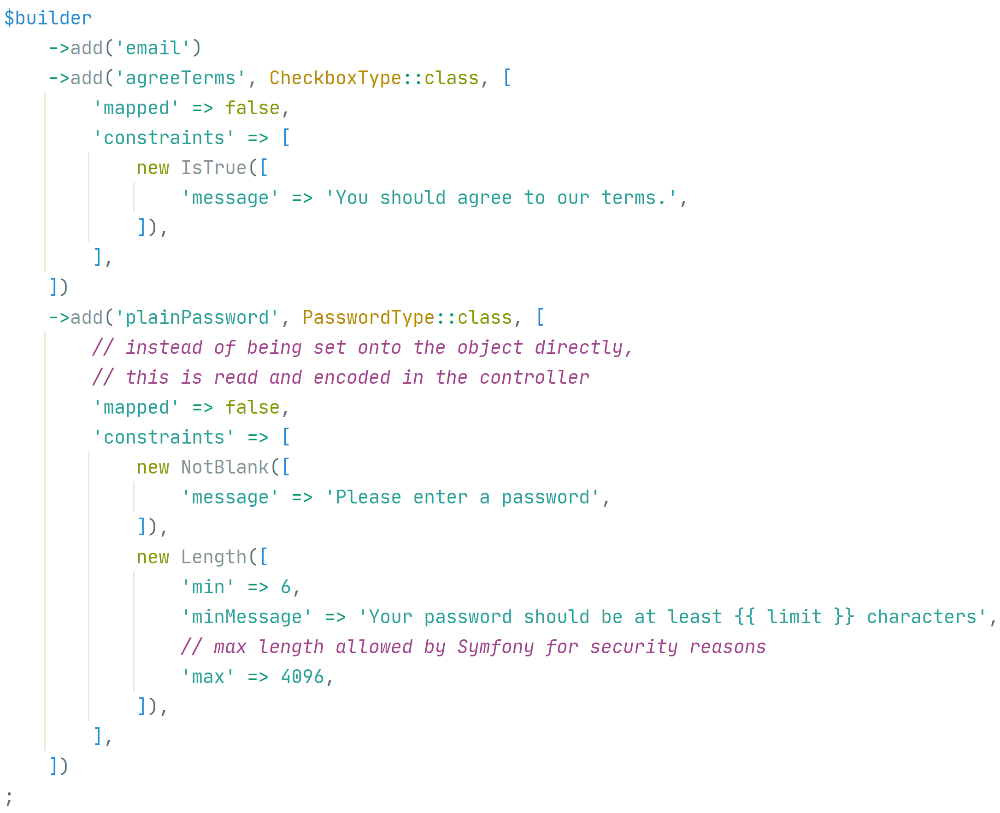 $builder
    ->add('email')
    ->add('agreeTerms', CheckboxType::class, [
        'mapped' => false,
        'constraints' => [
            new IsTrue([
                'message' => 'You should agree to our terms.',
            ]),
        ],
    ])
    ->add('plainPassword', PasswordType::class, [
        // instead of being set onto the object directly,
        // this is read and encoded in the controller
        'mapped' => false,
        'constraints' => [
            new NotBlank([
                'message' => 'Please enter a password',
            ]),
            new Length([
                'min' => 6,
                'minMessage' => 'Your password should be at least {{ limit }} characters',
                // max length allowed by Symfony for security reasons
                'max' => 4096,
            ]),
        ],
    ])
;